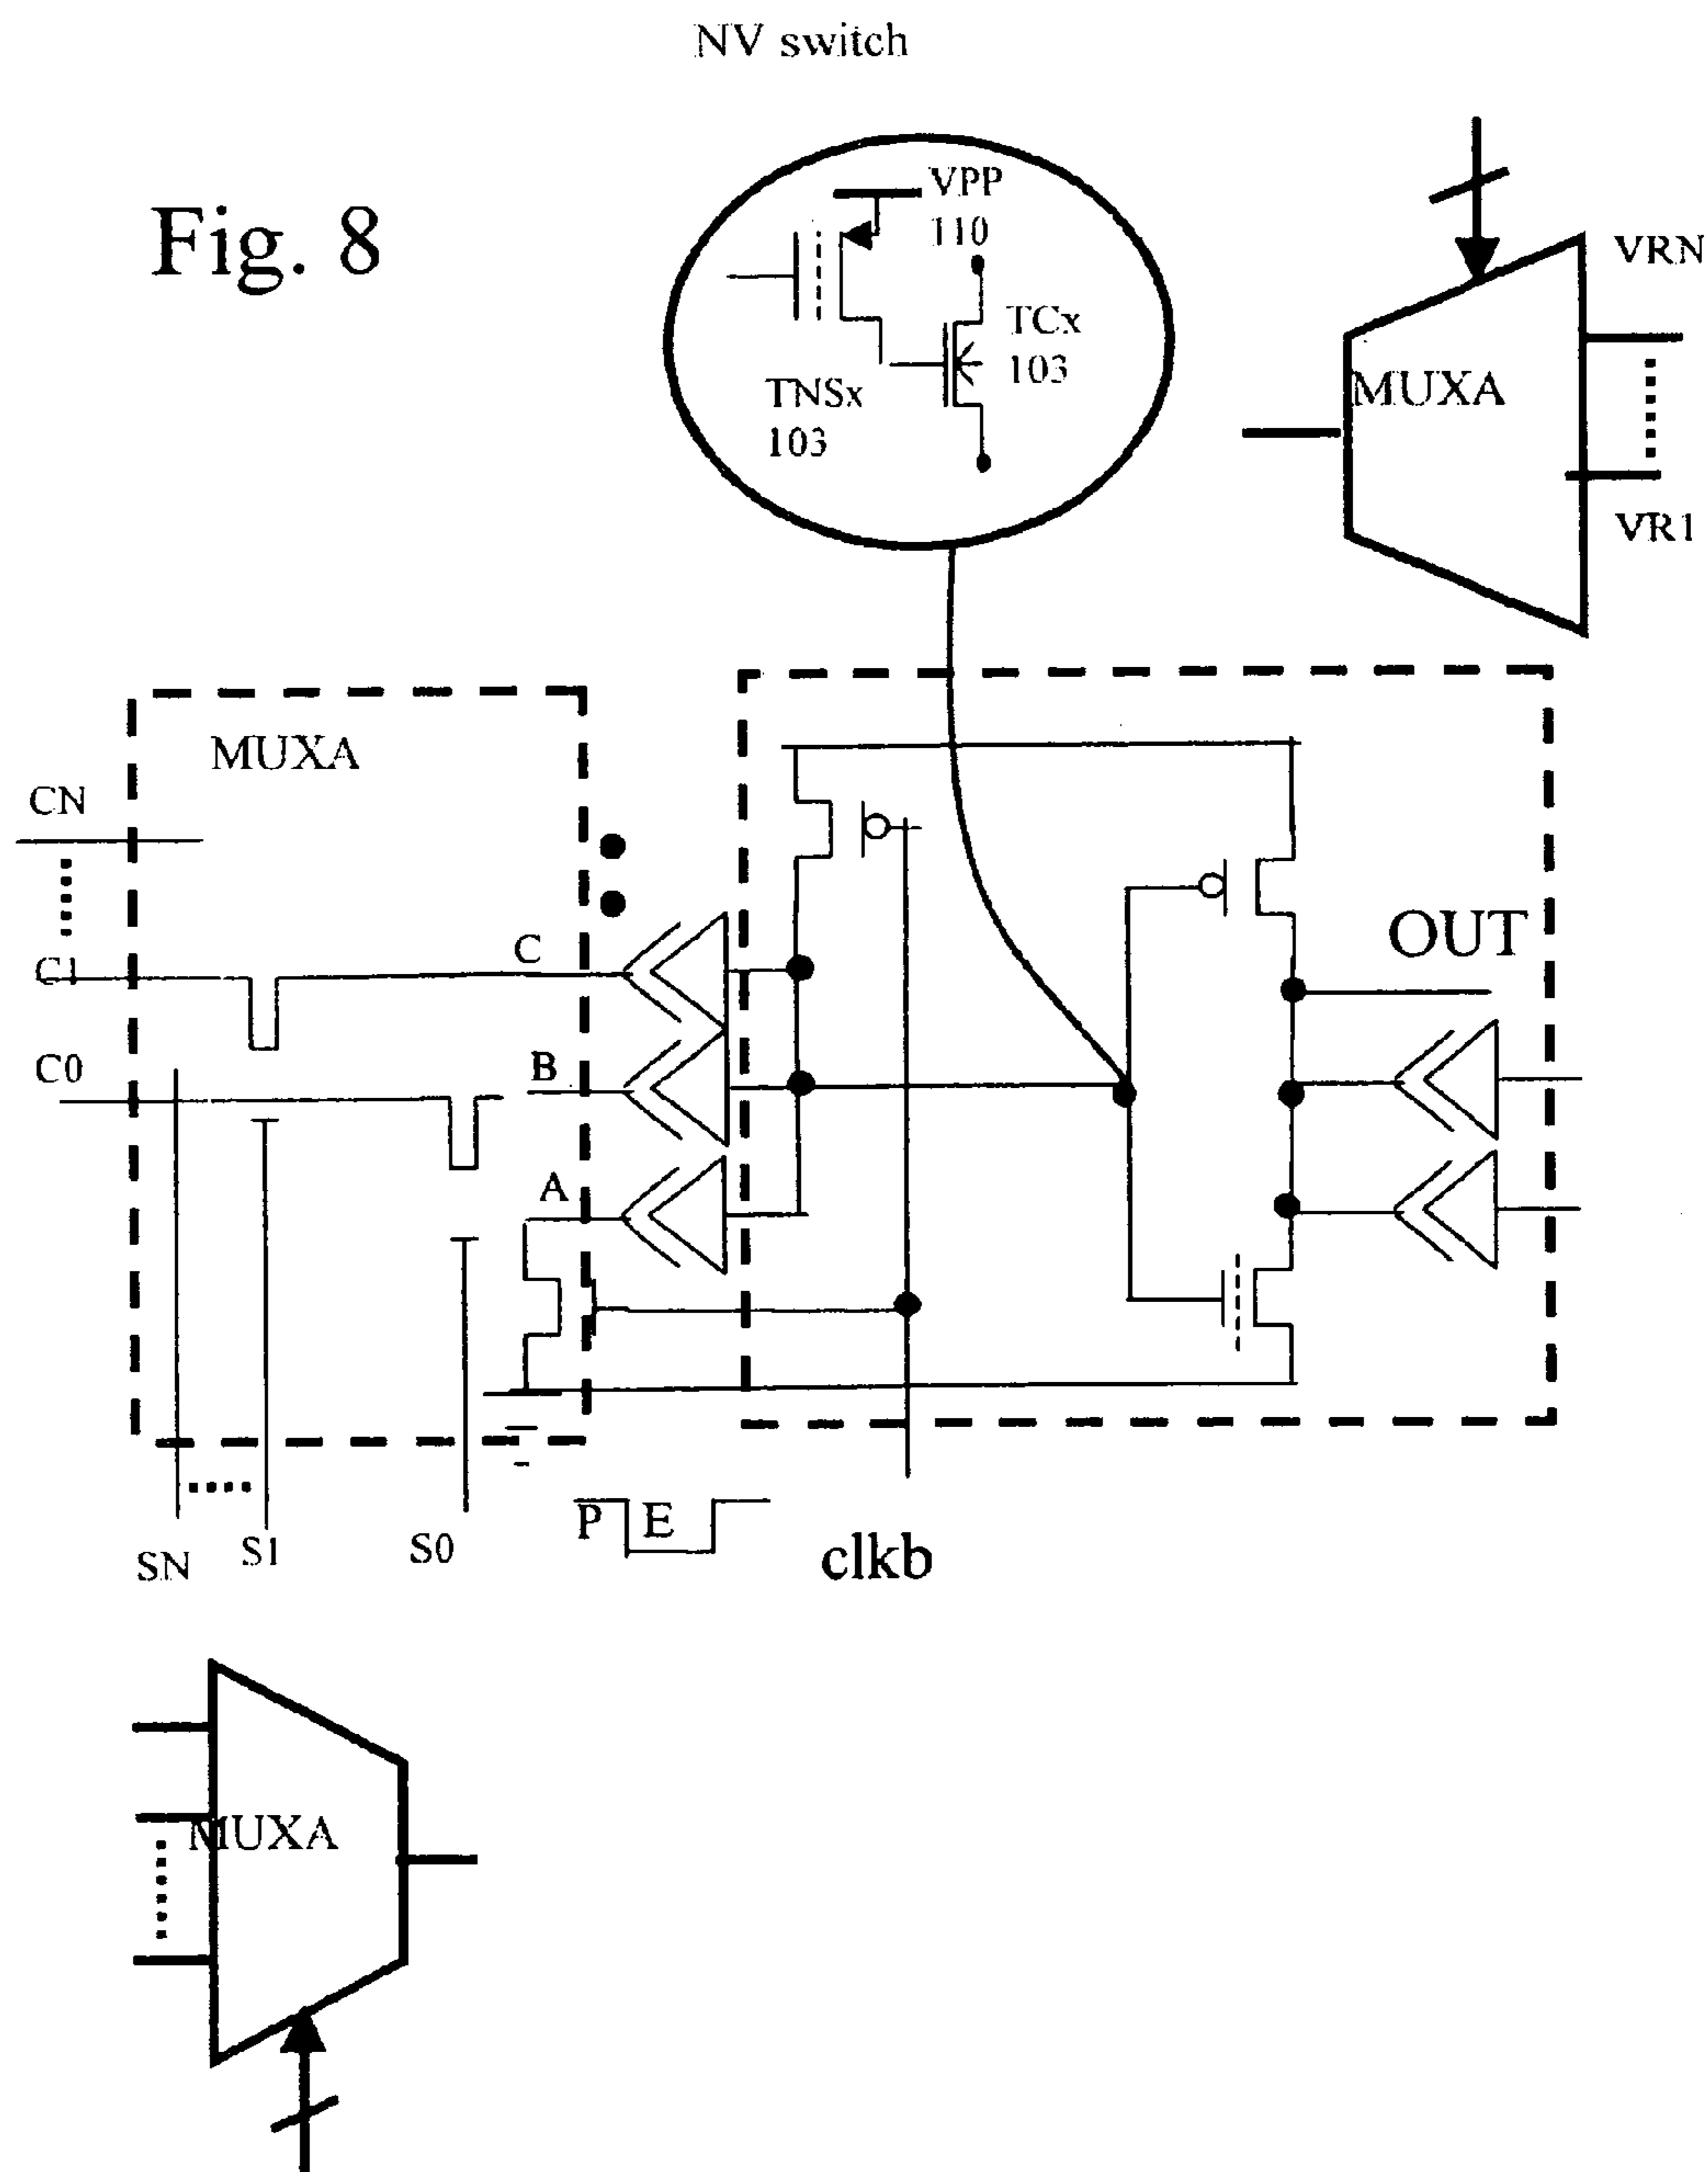 NV switch
Fig. 8
VPP
110
TCx
103
TNSx
103
VRN
MUXA
VR1
MUXA
CN
C1
C
OUT
C0
B
A
P E
SN
S1
S0
clkb
MUXA